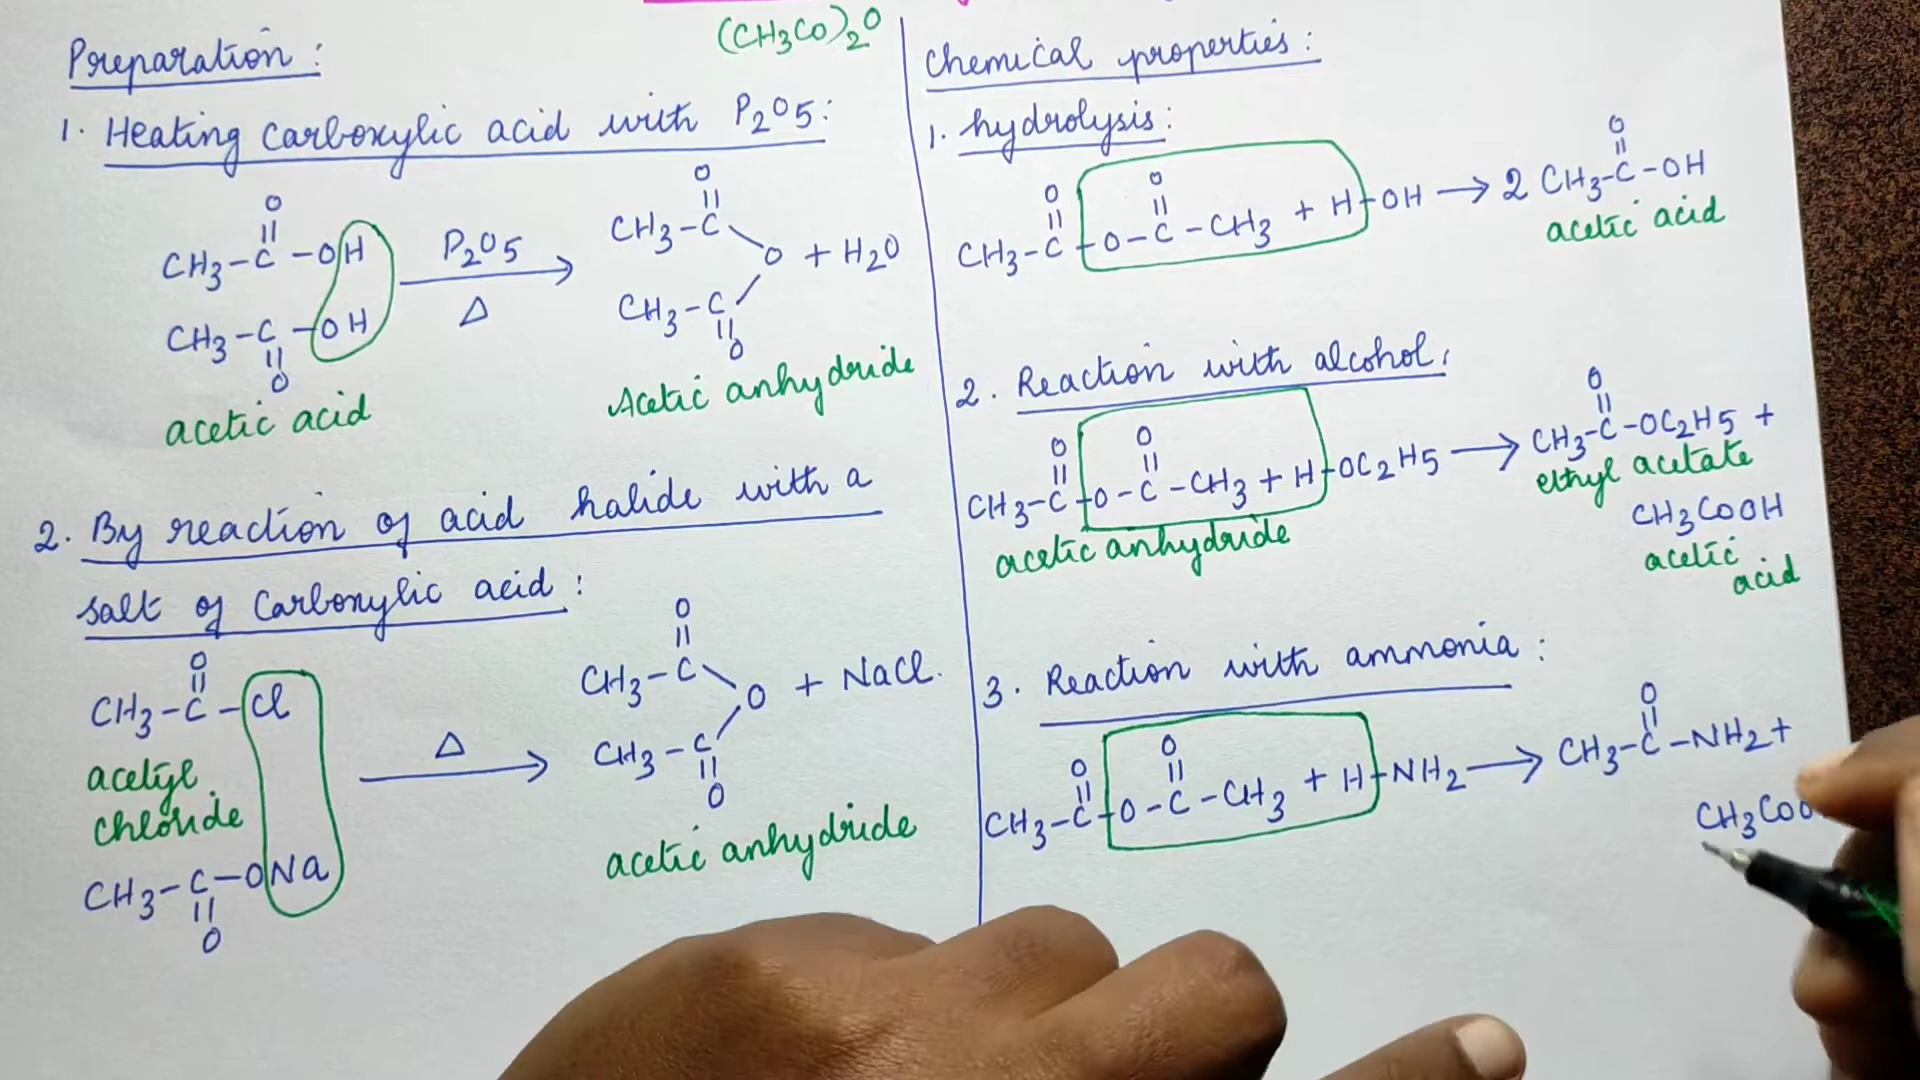 (CH3CO)2O
Preparation :
1. Heating carboxylic acid with P2O5:
O
||
CH3-C-OH
CH3-C-OH
||
O
acetic acid
P2O5
Δ
O
||
CH3-C
O + H2O
CH3-C
||
O
Acetic anhydride
2. By reaction of acid halide with a
salt of Carboxylic acid :
O
||
CH3-C-Cl
acetyl
chloride
CH3-C-ONa
||
O
Δ
O
||
CH3-C
O + NaCl.
CH3-C
||
O
acetic anhydride
Chemical properties :
1. hydrolysis :
O O O
|| || ||
CH3-C-O-C-CH3 + H-OH → 2 CH3-C-OH
acetic acid
2. Reaction with alcohol:
O O O
|| || ||
CH3-C-O-C-CH3 + H-OC2H5 → CH3-C-OC2H5 +
acetic anhydride
ethyl acetate
CH3COOH
acetic
acid
3. Reaction with ammonia :
O O O
|| || ||
CH3-C-O-C-CH3 + H-NH2 → CH3-C-NH2 +
CH3COO